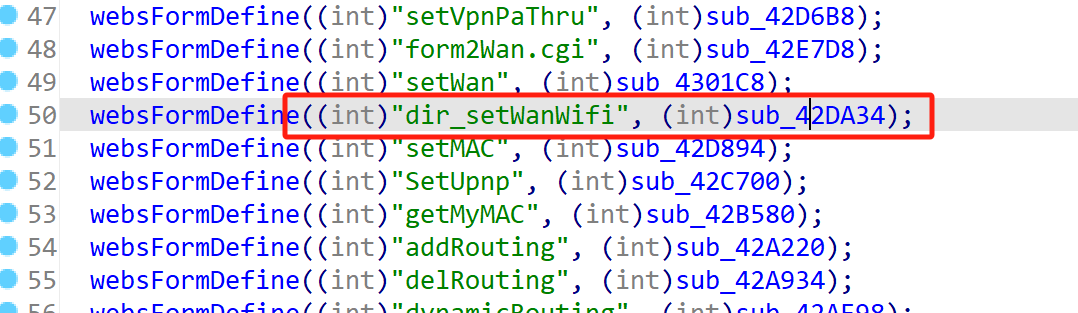 47 websFormDefine((int)"setVpnPaThru", (int)sub_42D6B8);
48 websFormDefine((int)"form2Wan.cgi", (int)sub_42E7D8);
49 websFormDefine((int)"setWan", (int)sub_4301C8);
50 websFormDefine((int)"dir_setWanWifi", (int)sub_42DA34);
51 websFormDefine((int)"setMAC", (int)sub_42D894);
52 websFormDefine((int)"SetUpnp", (int)sub_42C700);
53 websFormDefine((int)"getMyMAC", (int)sub_42B580);
54 websFormDefine((int)"addRouting", (int)sub_42A220);
55 websFormDefine((int)"delRouting", (int)sub_42A934);
56 websFormDefine((int)"dynamicRouting", (int)sub_42AE98);